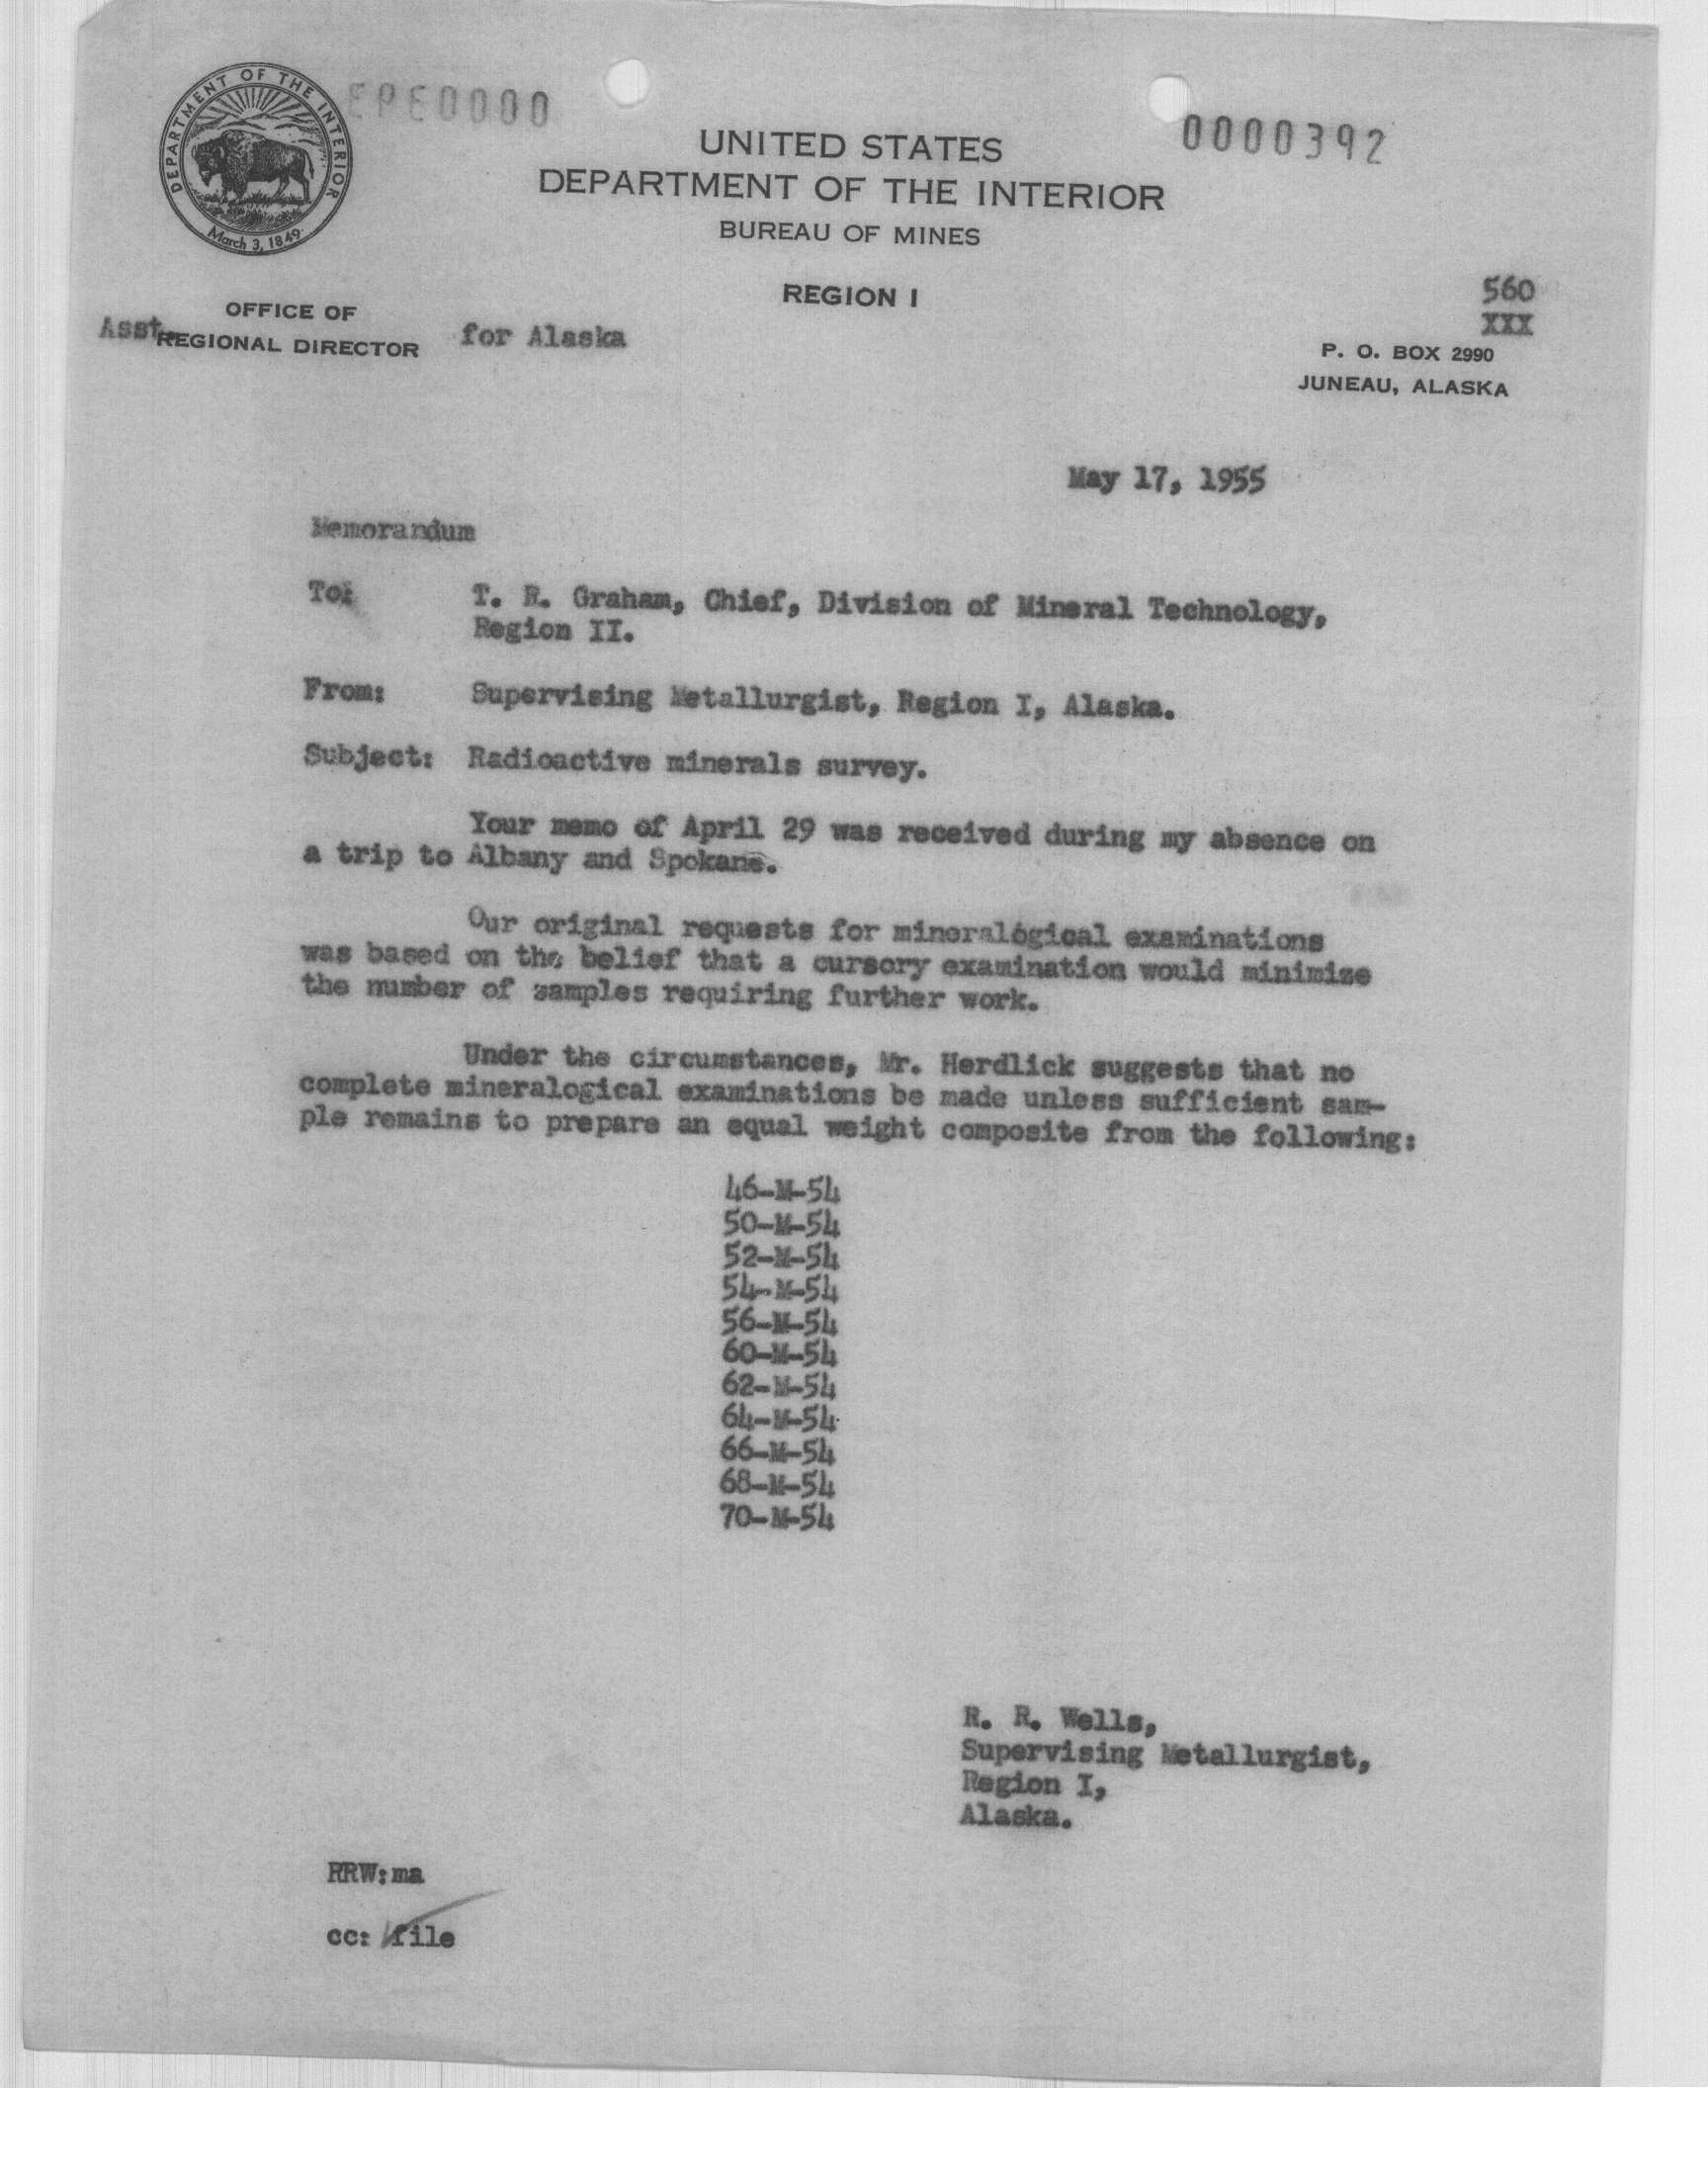 DEPARTMENT OF THE INTERIOR
March 3, 1849
0000
0000392
UNITED STATES
DEPARTMENT OF THE INTERIOR
BUREAU OF MINES
REGION I
560
XXX
OFFICE OF
Asst. REGIONAL DIRECTOR for Alaska
P. O. BOX 2990
JUNEAU, ALASKA
May 17, 1955
Memorandum
To: T. R. Graham, Chief, Division of Mineral Technology,
Region II.
From: Supervising Metallurgist, Region I, Alaska.
Subject: Radioactive minerals survey.
Your memo of April 29 was received during my absence on
a trip to Albany and Spokane.
Our original requests for mineralogical examinations
was based on the belief that a cursory examination would minimize
the number of samples requiring further work.
Under the circumstances, Mr. Herdlick suggests that no
complete mineralogical examinations be made unless sufficient sam-
ple remains to prepare an equal weight composite from the following:
46-M-54
50-M-54
52-M-54
54-M-54
56-M-54
60-M-54
62-M-54
64-M-54
66-M-54
68-M-54
70-M-54
R. R. Wells,
Supervising Metallurgist,
Region I,
Alaska.
RRW:ma
cc: file